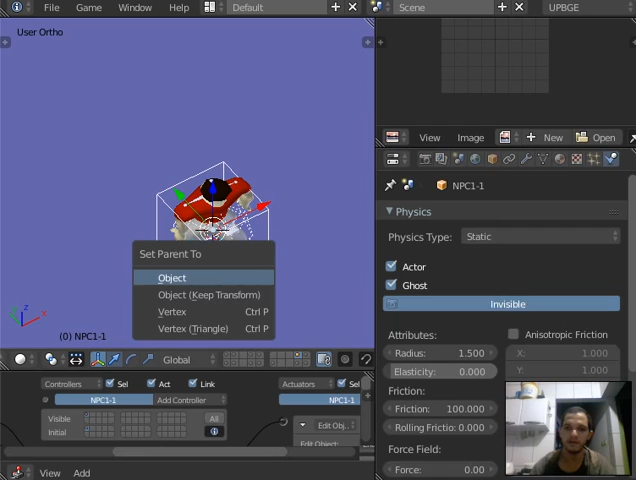 File Game Window Help Default Scene UPBGE
User Ortho
Set Parent To
Object
Object (Keep Transform)
Vertex Ctrl P
Vertex (Triangle) Ctrl P
(0) NPC1-1
Global
Controllers Sel Act Link Actuators Sel
NPC1-1 Add Controller NPC1-1
Visible
Initial
All
Edit Obj..
Edit Object:
View Add
View Image New Open
NPC1-1
Physics
Physics Type: Static
Actor
Ghost
Invisible
Attributes: Anisotropic Friction
Radius: 1.500 X: 1.000
Elasticity: 0.000 Y: 1.000
Friction:
Friction: 100.000
Rolling Frictio: 0.000
Force Field:
Force: 0.00